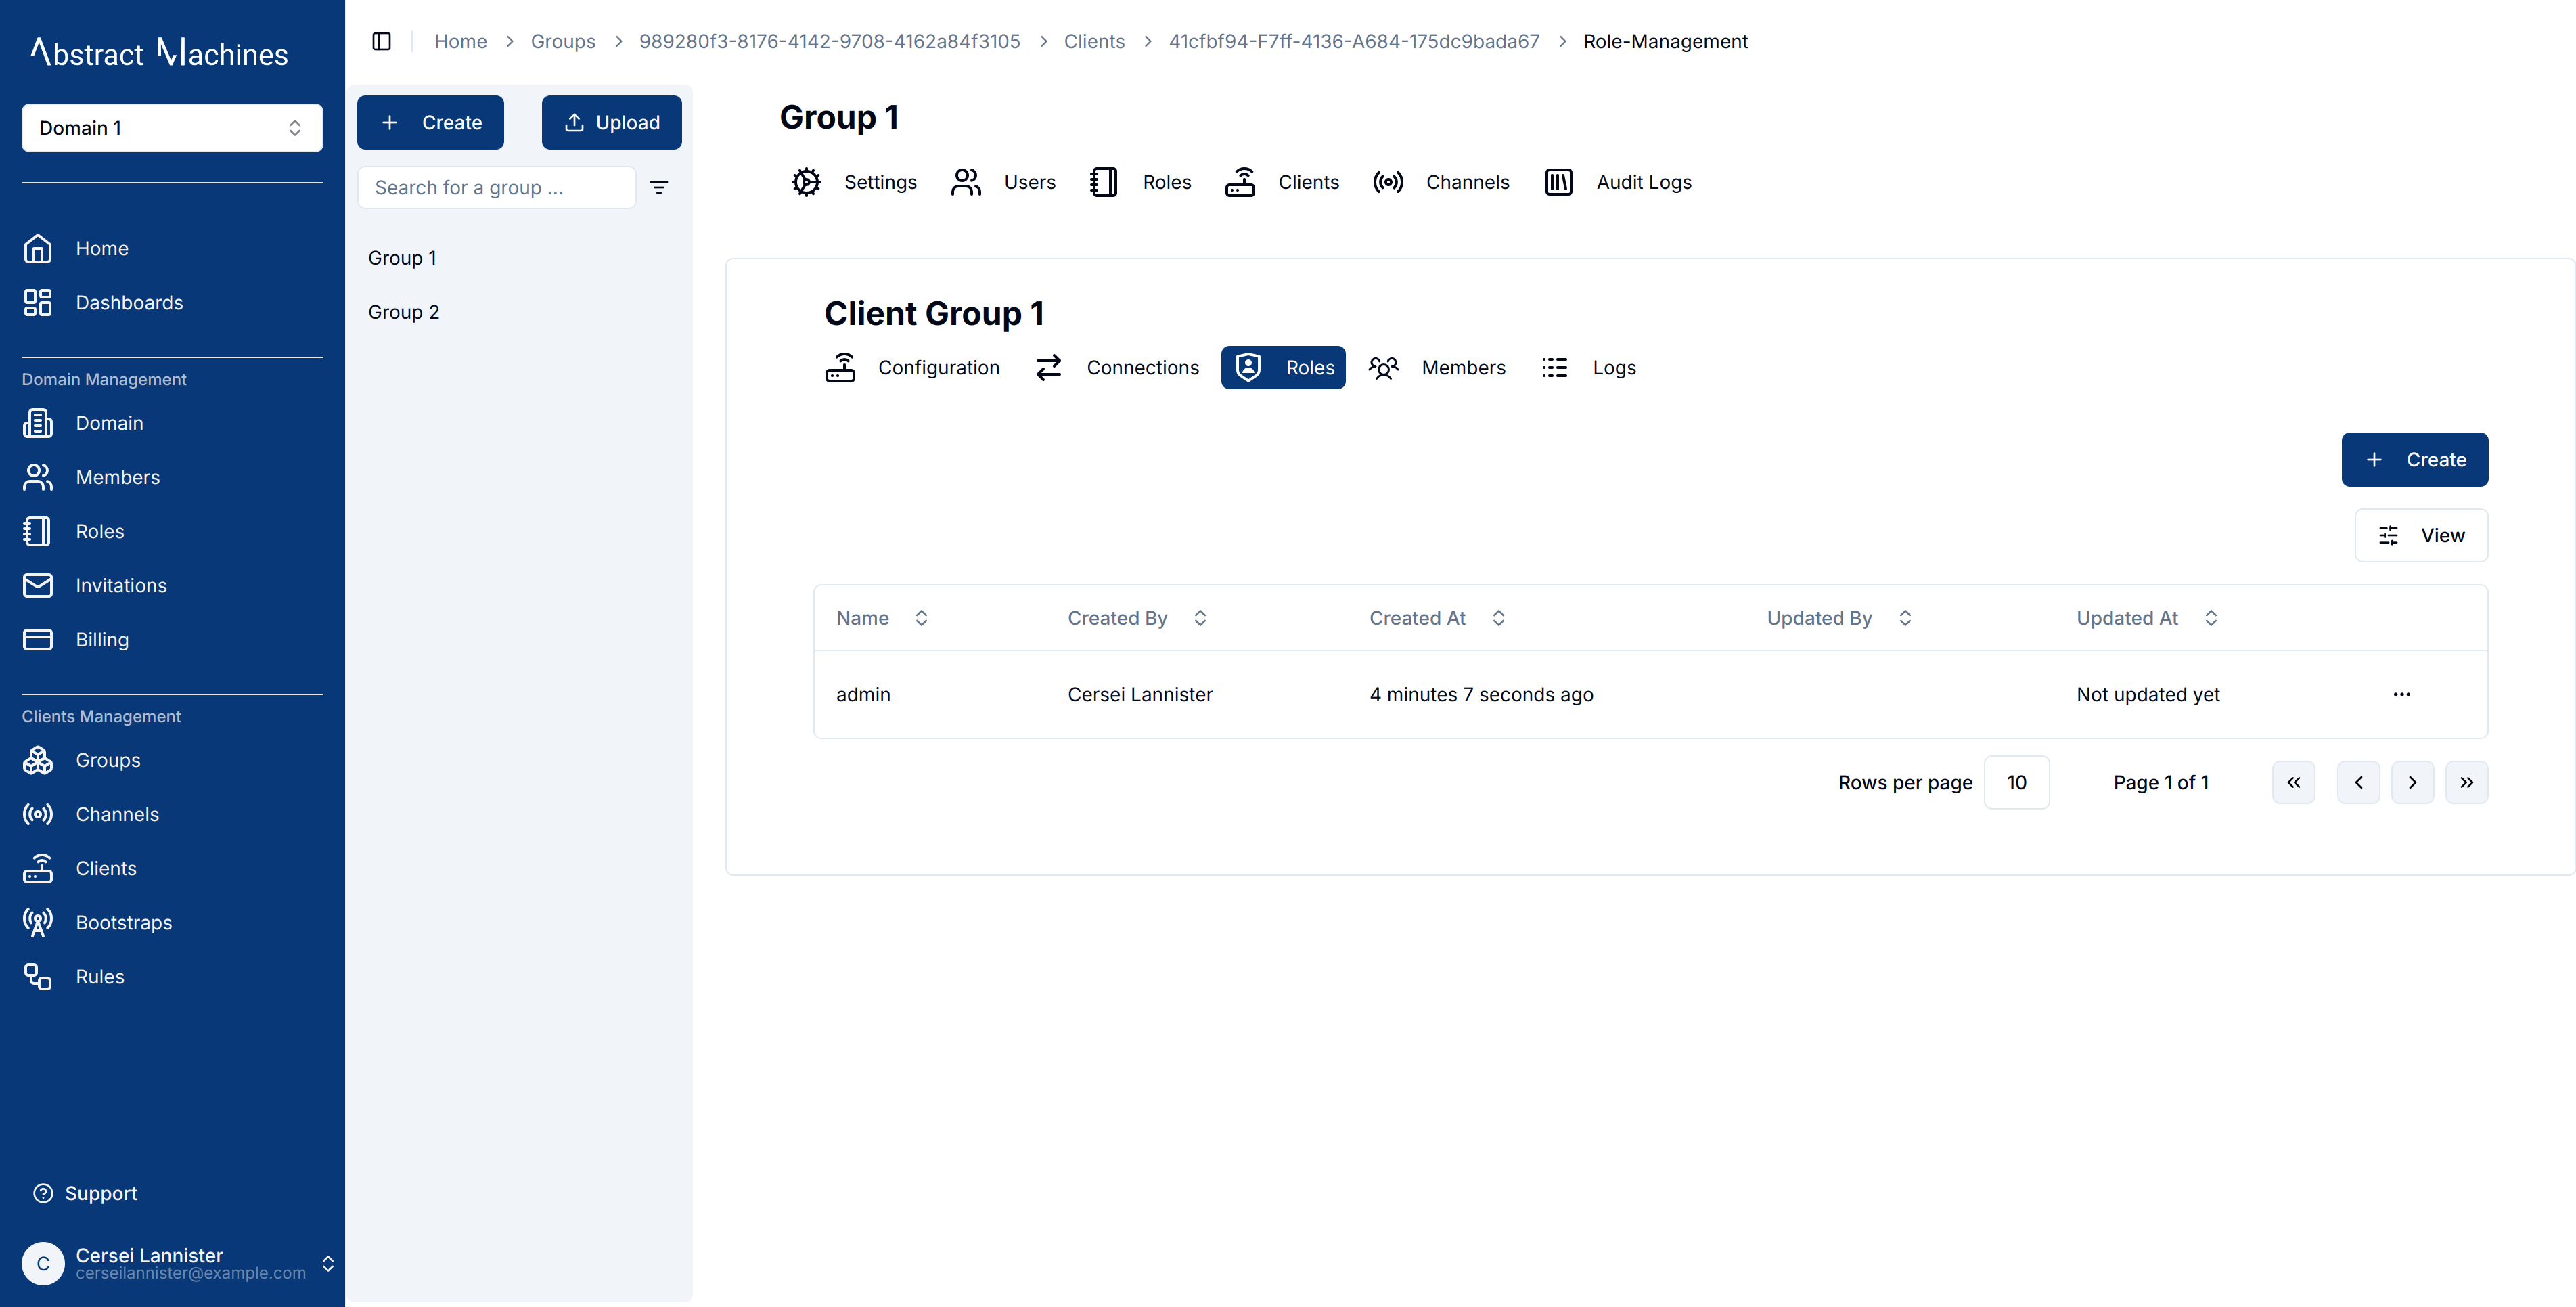 Abstract Machines
Domain 1
Home
Dashboards
Domain Management
Domain
Members
Roles
Invitations
Billing
Clients Management
Groups
Channels
Clients
Bootstraps
Rules
Support
C
Cersei Lannister
cerseilannister@example.com
Home > Groups > 989280f3-8176-4142-9708-4162a84f3105 > Clients > 41cfbf94-F7ff-4136-A684-175dc9bada67 > Role-Management
+ Create
Upload
Search for a group ...
Group 1
Group 2
Group 1
Settings Users Roles Clients Channels Audit Logs
Client Group 1
Configuration Connections Roles Members Logs
+ Create
View
Name Created By Created At Updated By Updated At
admin Cersei Lannister 4 minutes 7 seconds ago Not updated yet ...
Rows per page 10 Page 1 of 1